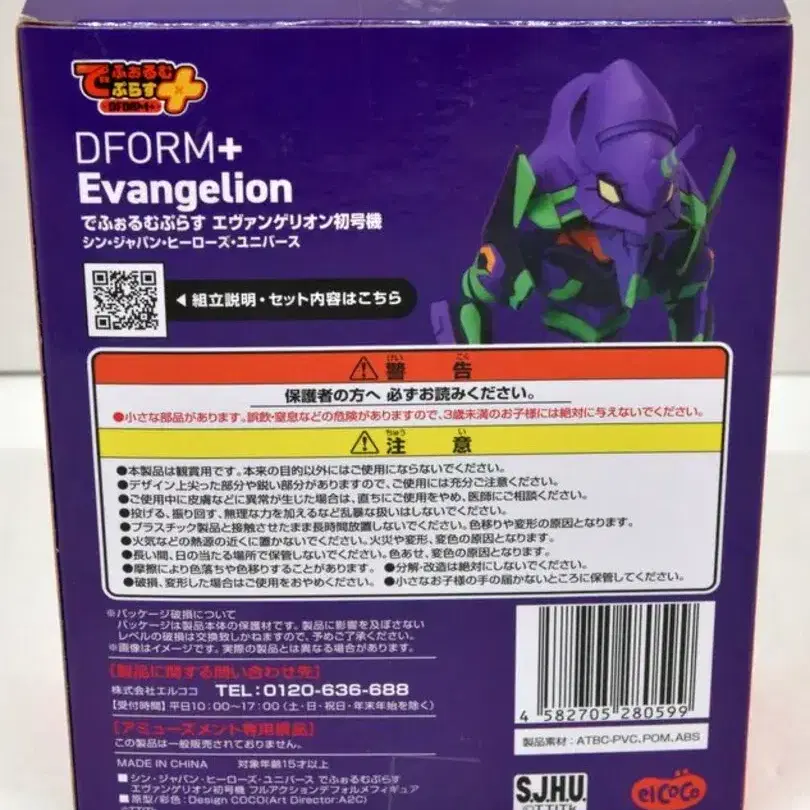 でふぉるむ
ぷらす
DFORM+
DFORM+
Evangelion
でふぉるむぷらす エヴァンゲリオン初号機
シン・ジャパン・ヒーローズ・ユニバース
◀組立説明・セット内容はこちら
⚠警告
けい こく
保護者の方へ 必ずお読みください。
●小さな部品があります。誤飲・窒息などの危険がありますので、3歳未満のお子様には絶対に与えないでください。
⚠注意
ちゅう い
●本製品は観賞用です。本来の目的以外にはご使用にならないでください。
●デザイン上尖った部分や鋭い部分がありますので、ご使用には充分ご注意ください。
●ご使用中に皮膚などに異常が生じた場合は、直ちにご使用をやめ、医師にご相談ください。
●投げる、振り回す、無理な力を加えるなど乱暴な扱いはしないでください。
●プラスチック製品と接触させたまま長時間放置しないでください。色移りや変形の原因となります。
●火気などの熱源の近くに置かないでください。火災や変形、変色の原因となります。
●長い間、日の当たる場所で保管しないでください。色あせ、変色の原因となります。
●摩擦により色落ちや色移りすることがあります。 ●分解・改造は絶対にしないでください。
●破損、変形した場合はご使用をおやめください。 ●小さなお子様の手の届かないところに保管してください。
※パッケージ破損について
パッケージは製品本体の保護材です。製品に影響を及ぼさない
レベルの破損は交換致しかねますので、予めご了承ください。
※画像はイメージです。実際の製品とは異なる場合があります。
【製品に関する問い合わせ先】
株式会社エルココ TEL:0120-636-688
【受付時間】平日10:00〜17:00(土・日・祝日・年末年始を除く)
【アミューズメント専用景品】
この製品は一般販売されておりません。
MADE IN CHINA 対象年齢15才以上
■シン・ジャパン・ヒーローズ・ユニバース でふぉるむぷらす
エヴァンゲリオン初号機 フルアクションデフォルメフィギュア
■原型/彩色:Design COCO(Art Director:A2C)
4 582705 280599
製品素材:ATBC-PVC、POM、ABS
S.J.H.U.
elCoCo